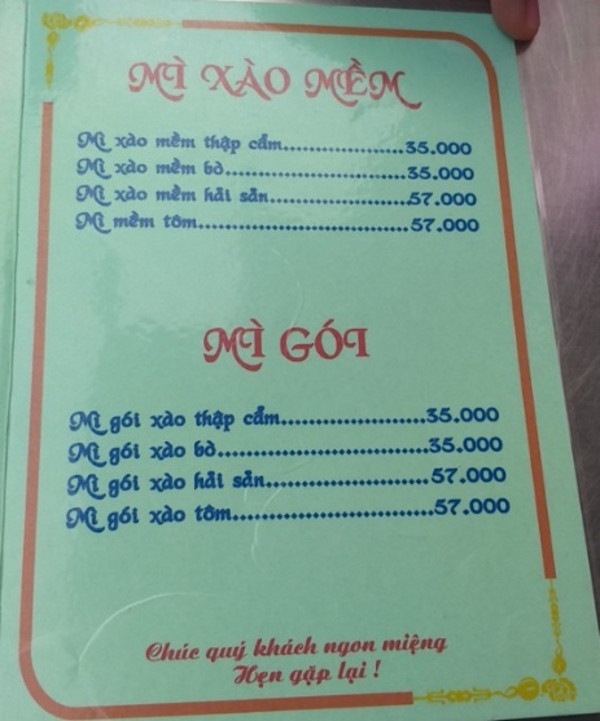 MÌ XÀO MỀM
Mì xào mềm thập cẩm......................35.000
Mì xào mềm bò................................35.000
Mì xào mềm hải sản.........................57.000
Mì mềm tôm.....................................57.000
MÌ GÓI
Mì gói xào thập cẩm........................35.000
Mì gói xào bò..................................35.000
Mì gói xào hải sản...........................57.000
Mì gói xào tôm.................................57.000
Chúc quý khách ngon miệng
Hẹn gặp lại !